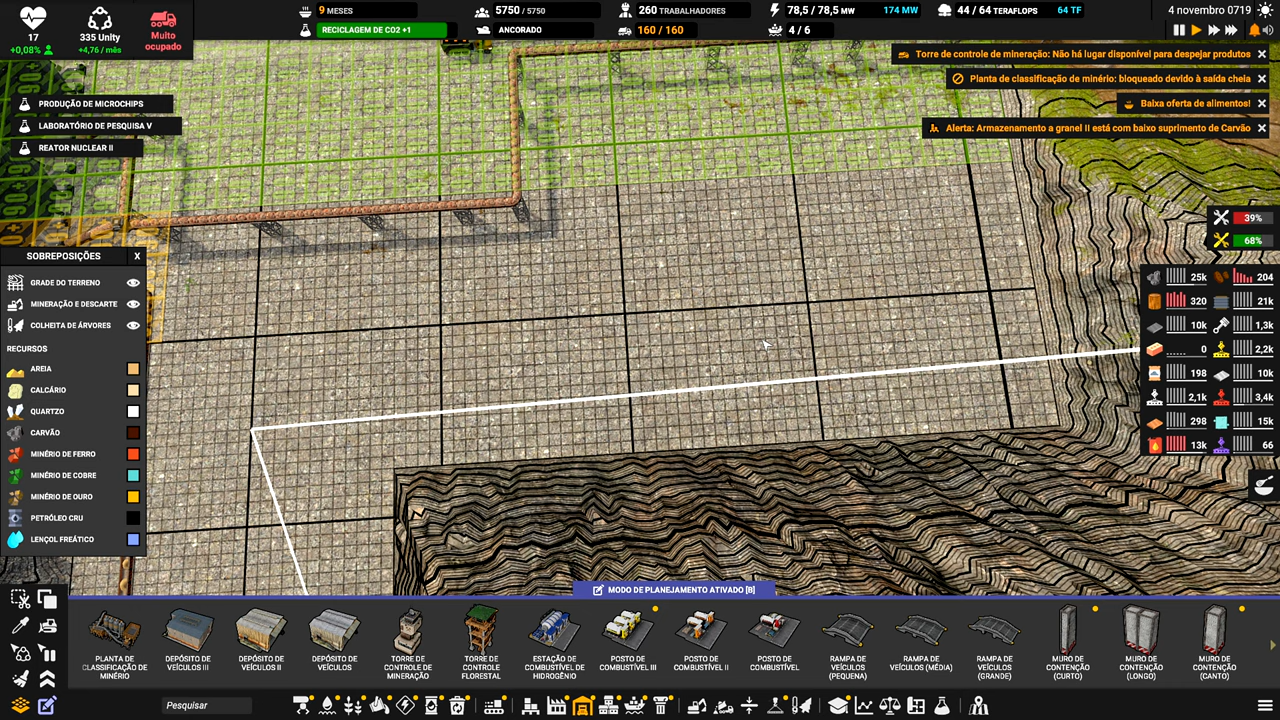 17
+0,08%
335 Unity
+4,76 / mês
Muito ocupado
9 MESES
RECICLAGEM DE CO2 +1
5750 / 5750
ANCORADO
260 TRABALHADORES
160 / 160
78,5 / 78,5 MW
174 MW
4 / 6
44 / 64 TERAFLOPS
64 TF
4 novembro 0719
Torre de controle de mineração: Não há lugar disponível para despejar produtos
Planta de classificação de minério: bloqueado devido à saída cheia
Baixa oferta de alimentos!
Alerta: Armazenamento a granel II está com baixo suprimento de Carvão
PRODUÇÃO DE MICROCHIPS
LABORATÓRIO DE PESQUISA V
REATOR NUCLEAR II
39%
68%
SOBREPOSIÇÕES
X
GRADE DO TERRENO
MINERAÇÃO E DESCARTE
COLHEITA DE ÁRVORES
RECURSOS
AREIA
CALCÁRIO
QUARTZO
CARVÃO
MINÉRIO DE FERRO
MINÉRIO DE COBRE
MINÉRIO DE OURO
PETRÓLEO CRU
LENÇOL FREÁTICO
25k 204
320 21k
10k 1,3k
0 2,2k
198 10k
2,1k 3,4k
298 15k
13k 66
MODO DE PLANEJAMENTO ATIVADO [B]
PLANTA DE CLASSIFICAÇÃO DE MINÉRIO
DEPÓSITO DE VEÍCULOS III
DEPÓSITO DE VEÍCULOS II
DEPÓSITO DE VEÍCULOS
TORRE DE CONTROLE DE MINERAÇÃO
TORRE DE CONTROLE FLORESTAL
ESTAÇÃO DE COMBUSTÍVEL DE HIDROGÊNIO
POSTO DE COMBUSTÍVEL III
POSTO DE COMBUSTÍVEL II
POSTO DE COMBUSTÍVEL
RAMPA DE VEÍCULOS (PEQUENA)
RAMPA DE VEÍCULOS (MÉDIA)
RAMPA DE VEÍCULOS (GRANDE)
MURO DE CONTENÇÃO (CURTO)
MURO DE CONTENÇÃO (LONGO)
MURO DE CONTENÇÃO (CANTO)
Pesquisar